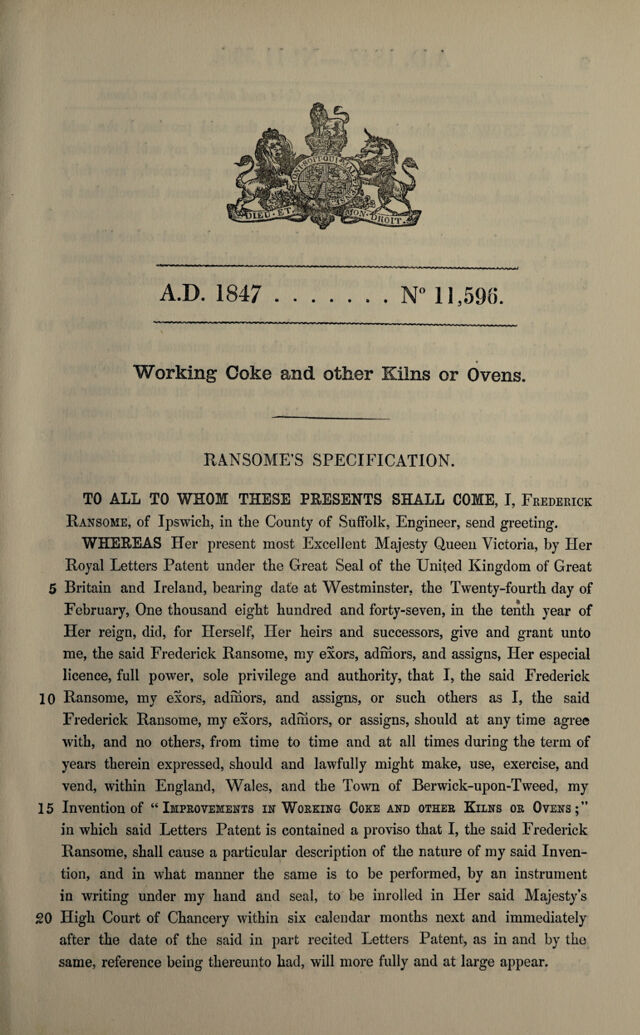 DIEU·ET·MON·DROIT.
A.D. 1847 . . . . . . . . Nº 11,596.
Working Coke and other Kilns or Ovens.
RANSOME'S SPECIFICATION.
TO ALL TO WHOM THESE PRESENTS SHALL COME, I, FREDERICK
RANSOME, of Ipswich, in the County of Suffolk, Engineer, send greeting.
WHEREAS Her present most Excellent Majesty Queen Victoria, by Her
Royal Letters Patent under the Great Seal of the United Kingdom of Great
5 Britain and Ireland, bearing date at Westminster, the Twenty-fourth day of
February, One thousand eight hundred and forty-seven, in the tenth year of
Her reign, did, for Herself, Her heirs and successors, give and grant unto
me, the said Frederick Ransome, my exors, adm̄ors, and assigns, Her especial
licence, full power, sole privilege and authority, that I, the said Frederick
10 Ransome, my exors, adm̄ors, and assigns, or such others as I, the said
Frederick Ransome, my exors, adm̄ors, or assigns, should at any time agree
with, and no others, from time to time and at all times during the term of
years therein expressed, should and lawfully might make, use, exercise, and
vend, within England, Wales, and the Town of Berwick-upon-Tweed, my
15 Invention of "IMPROVEMENTS IN WORKING COKE AND OTHER KILNS OR OVENS;"
in which said Letters Patent is contained a proviso that I, the said Frederick
Ransome, shall cause a particular description of the nature of my said Inven-
tion, and in what manner the same is to be performed, by an instrument
in writing under my hand and seal, to be inrolled in Her said Majesty's
20 High Court of Chancery within six calendar months next and immediately
after the date of the said in part recited Letters Patent, as in and by the
same, reference being thereunto had, will more fully and at large appear.